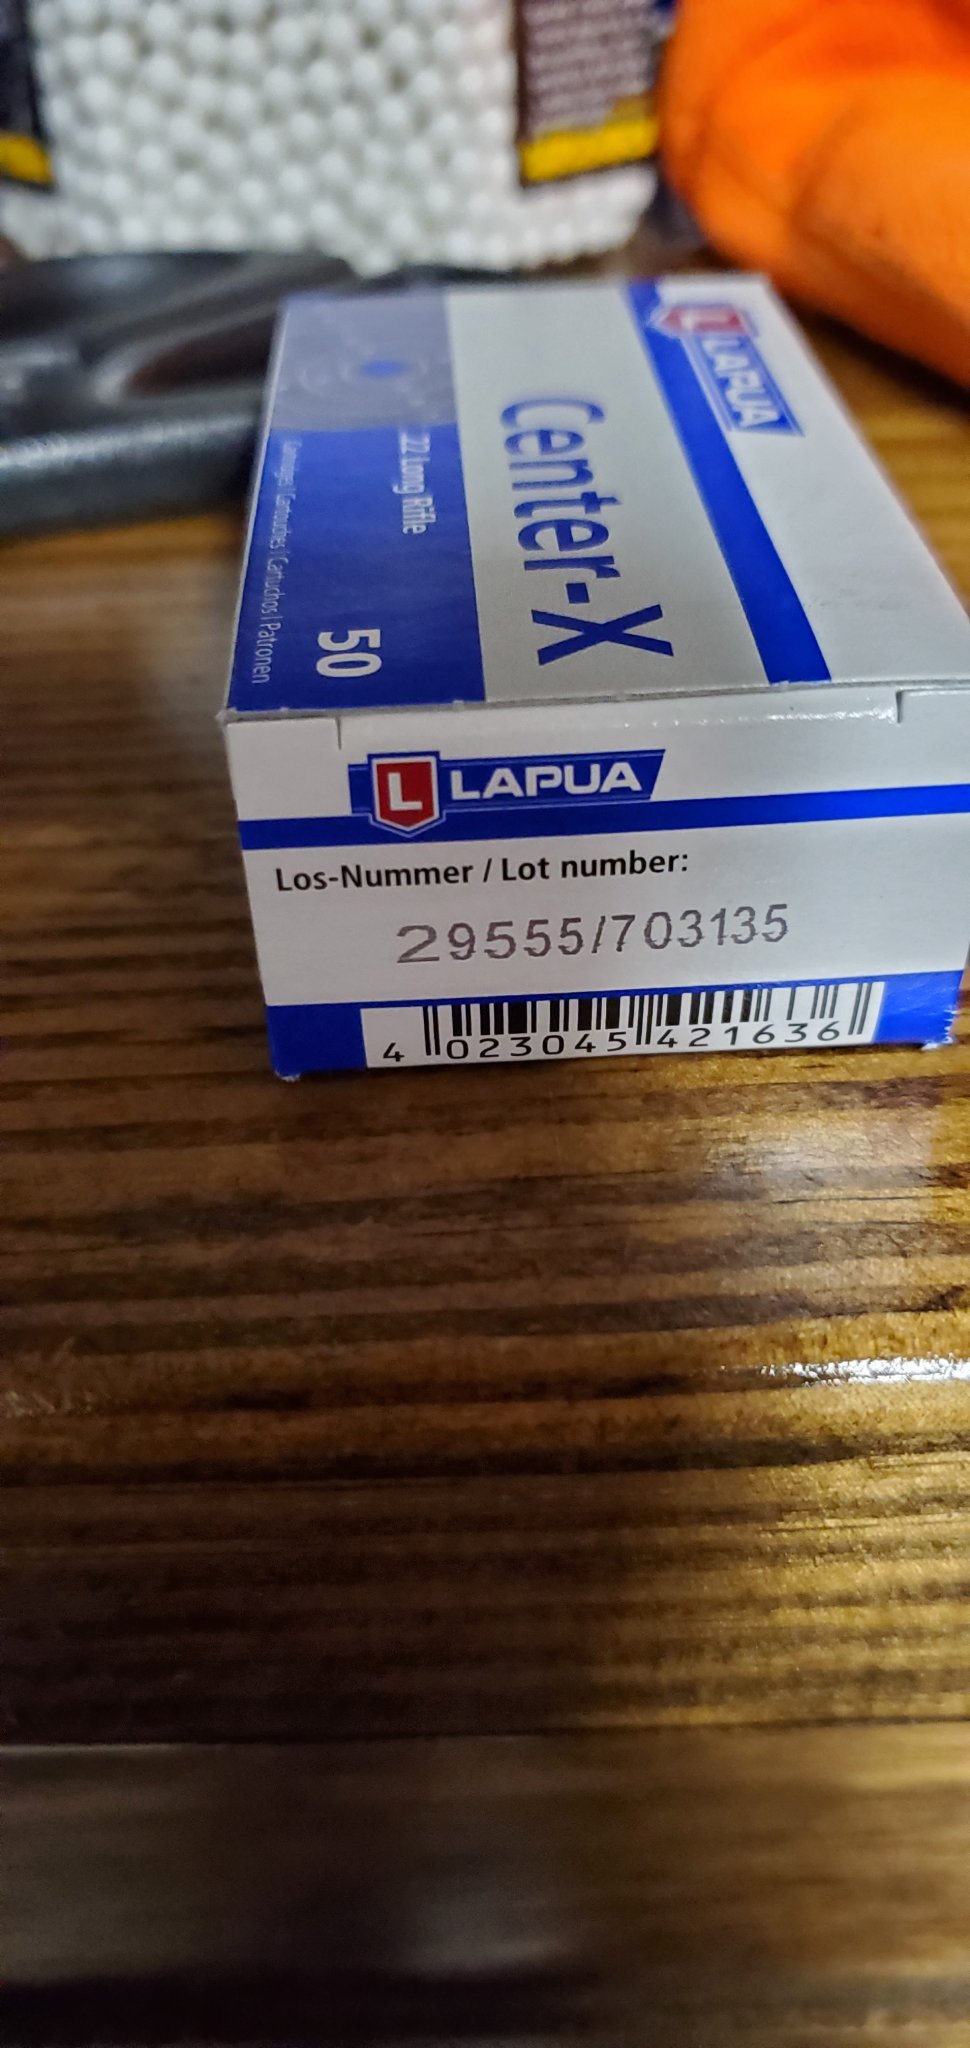 L LAPUA
Center-X
.22 Long Rifle
50
Cartridges | Cartouches | Cartuchos | Patronen
L LAPUA
Los-Nummer / Lot number:
29555/703135
4 023045 421636